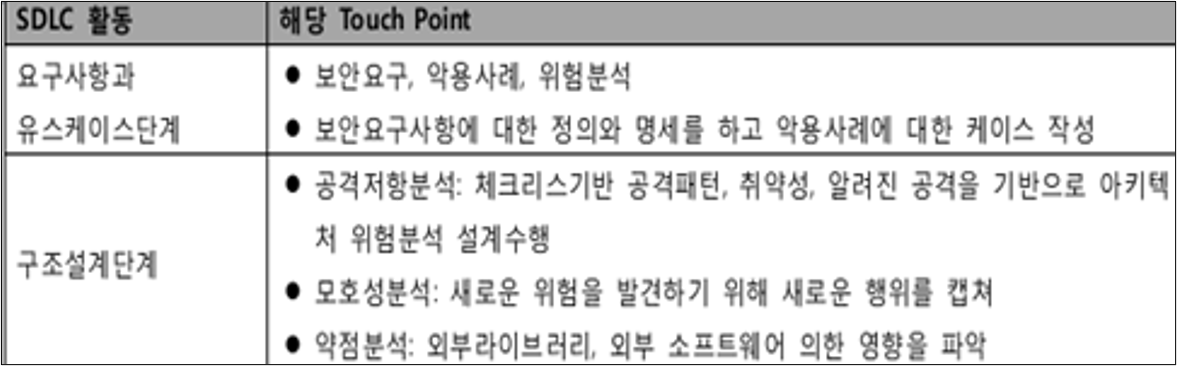 SDLC 활동
해당 Touch Point
요구사항과
유스케이스단계
● 보안요구, 악용사례, 위험분석
● 보안요구사항에 대한 정의와 명세를 하고 악용사례에 대한 케이스 작성
구조설계단계
● 공격저항분석: 체크리스기반 공격패턴, 취약성, 알려진 공격을 기반으로 아키텍
처 위험분석 설계수행
● 모호성분석: 새로운 위험을 발견하기 위해 새로운 행위를 캡쳐
● 약점분석: 외부라이브러리, 외부 소프트웨어 의한 영향을 파악